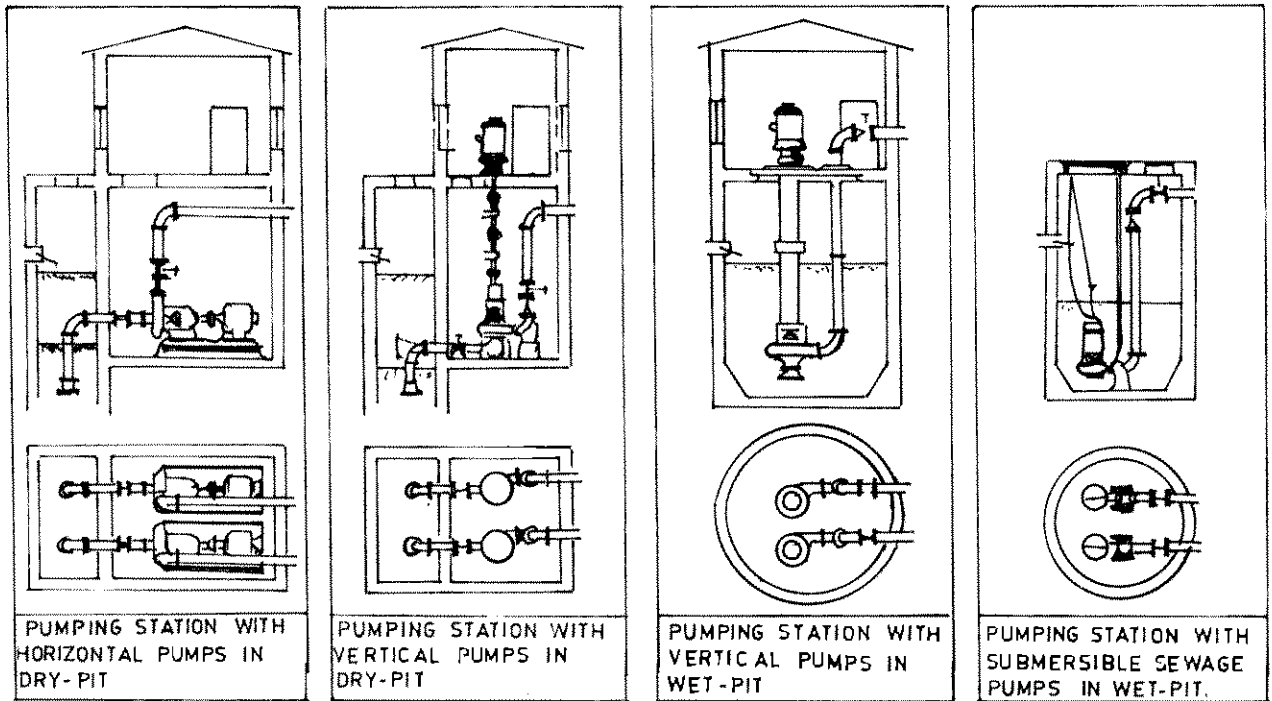 PUMPING STATION WITH
HORIZONTAL PUMPS IN
DRY-PIT
PUMPING STATION WITH
VERTICAL PUMPS IN
DRY-PIT
PUMPING STATION WITH
VERTICAL PUMPS IN
WET-PIT
PUMPING STATION WITH
SUBMERSIBLE SEWAGE
PUMPS IN WET-PIT.